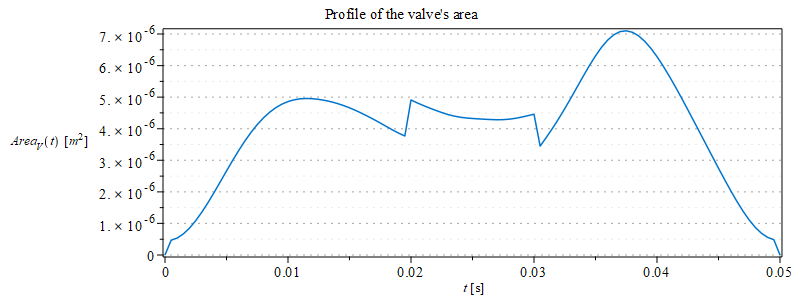 Profile of the valve's area
7. × 10⁻⁶
6. × 10⁻⁶
5. × 10⁻⁶
4. × 10⁻⁶
3. × 10⁻⁶
2. × 10⁻⁶
1. × 10⁻⁶
0
Area_V(t) [m²]
0 0.01 0.02 0.03 0.04 0.05
t [s]